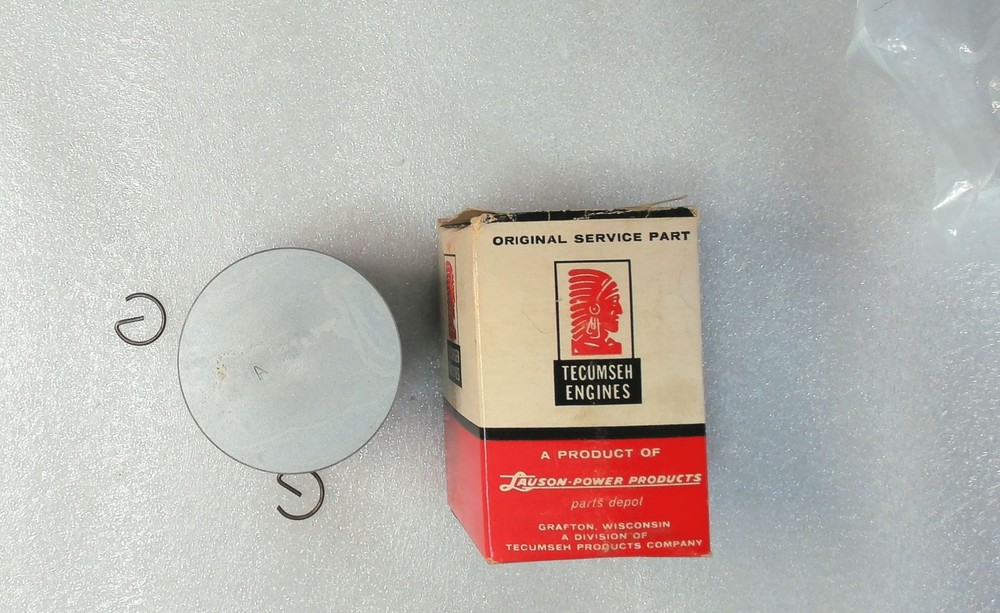 A
ORIGINAL SERVICE PART
TECUMSEH
ENGINES
A PRODUCT OF
LAUSON-POWER PRODUCTS
parts depot
GRAFTON, WISCONSIN
A DIVISION OF
TECUMSEH PRODUCTS COMPANY